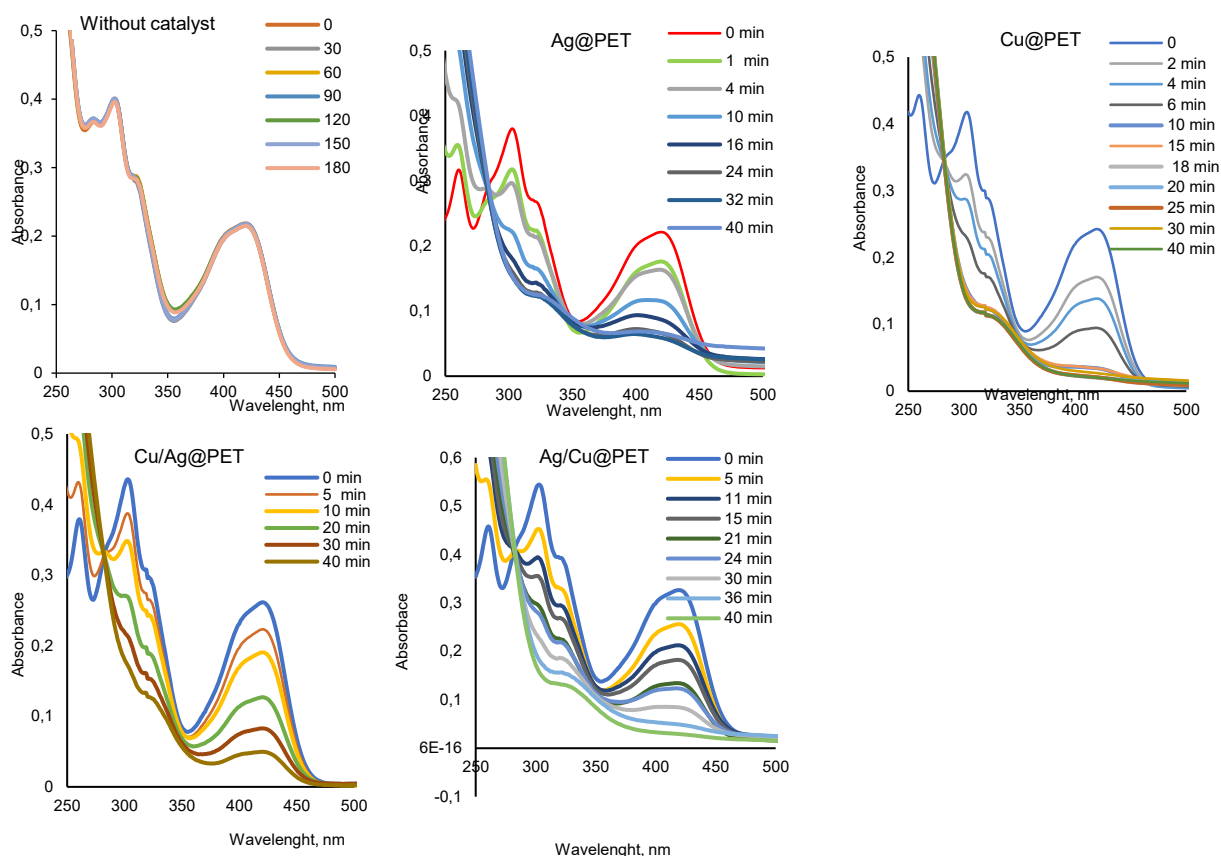 Without catalyst
0
30
60
90
120
150
180
0,5
0,4
0,3
0,2
0,1
0
Absorbance
250 300 350 400 450 500
Wavelenght, nm
Ag@PET
0 min
1 min
4 min
10 min
16 min
24 min
32 min
40 min
0,5
0,4
0,3
0,2
0,1
0
Absorbance
250 300 350 400 450 500
Wavelenght, nm
Cu@PET
0
2 min
4 min
6 min
10 min
15 min
18 min
20 min
25 min
30 min
40 min
0,5
0,4
0,3
0,2
0,1
0
Absorbance
250 300 350 400 450 500
Wavelenght, nm
Cu/Ag@PET
0 min
5 min
10 min
20 min
30 min
40 min
0,5
0,4
0,3
0,2
0,1
0
Absorbance
250 300 350 400 450 500
Wavelenght, nm
Ag/Cu@PET
0 min
5 min
11 min
15 min
21 min
24 min
30 min
36 min
40 min
0,6
0,5
0,4
0,3
0,2
0,1
6E-16
-0,1
Absorbace
250 300 350 400 450 500
Wavelenght, nm